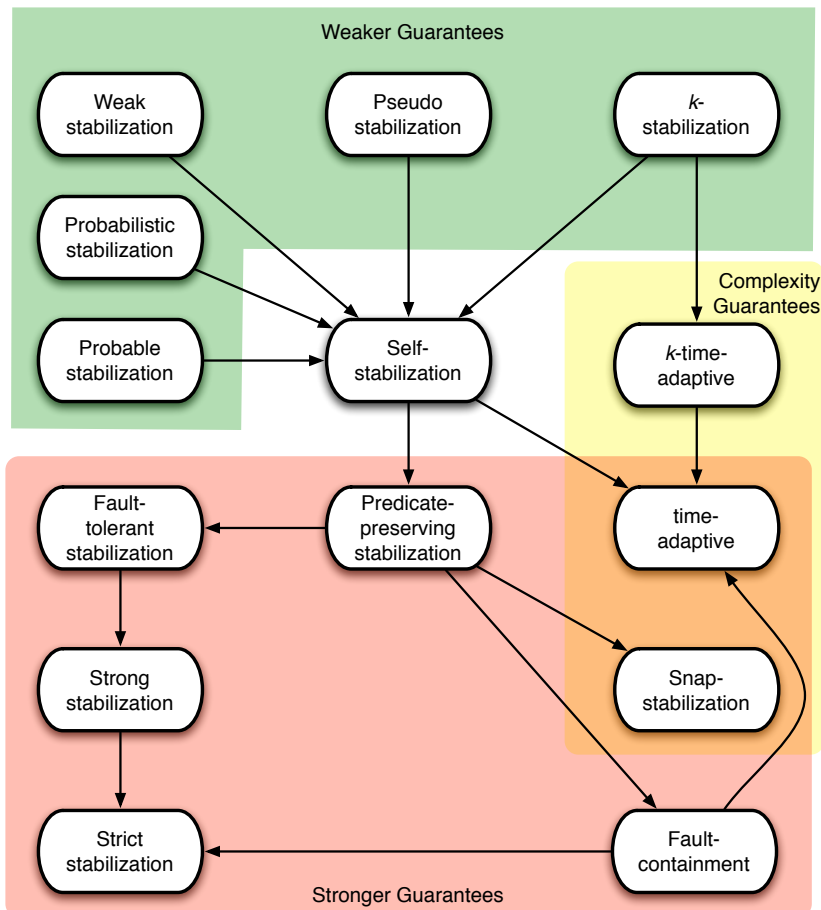 Weaker Guarantees
Weak
stabilization
Pseudo
stabilization
k-
stabilization
Probabilistic
stabilization
Complexity
Guarantees
Probable
stabilization
Self-
stabilization
k-time-
adaptive
Fault-
tolerant
stabilization
Predicate-
preserving
stabilization
time-
adaptive
Strong
stabilization
Snap-
stabilization
Strict
stabilization
Fault-
containment
Stronger Guarantees